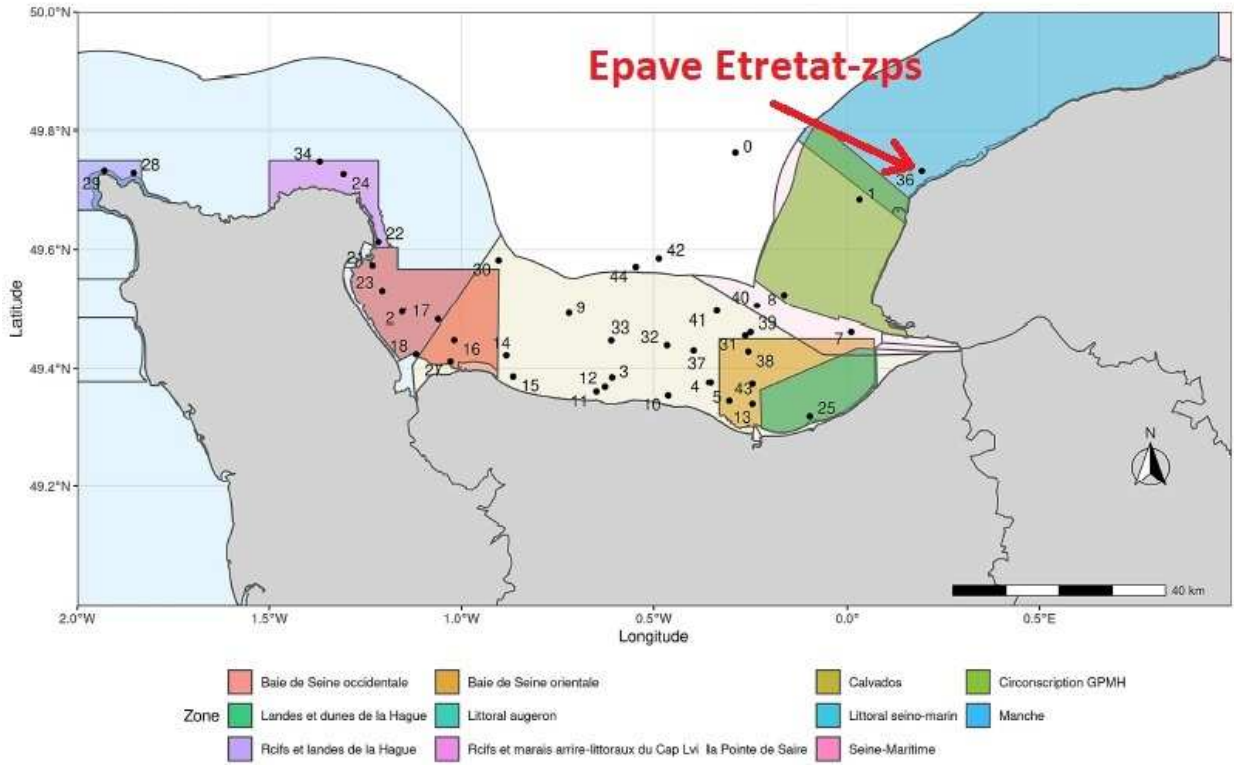 50.0°N
Epave Etretat-zps
49.8°N
0
34
28
29
24
36
1
22
49.6°N
42
30
44
23
40
8
9
2
17
41
39
33
32
31
7
18
14
16
37
38
27
49.4°N
15
12
3
4
43
11
10
5
13
25
N
49.2°N
40 km
2.0°W
1.5°W
1.0°W
0.5°W
0.0°
0.5°E
Latitude
Longitude
Zone
Baie de Seine occidentale
Baie de Seine orientale
Calvados
Circonscription GPMH
Landes et dunes de la Hague
Littoral augeron
Littoral seino-marin
Manche
Rcifs et landes de la Hague
Rcifs et marais arrire-littoraux du Cap Lvi la Pointe de Saire
Seine-Maritime